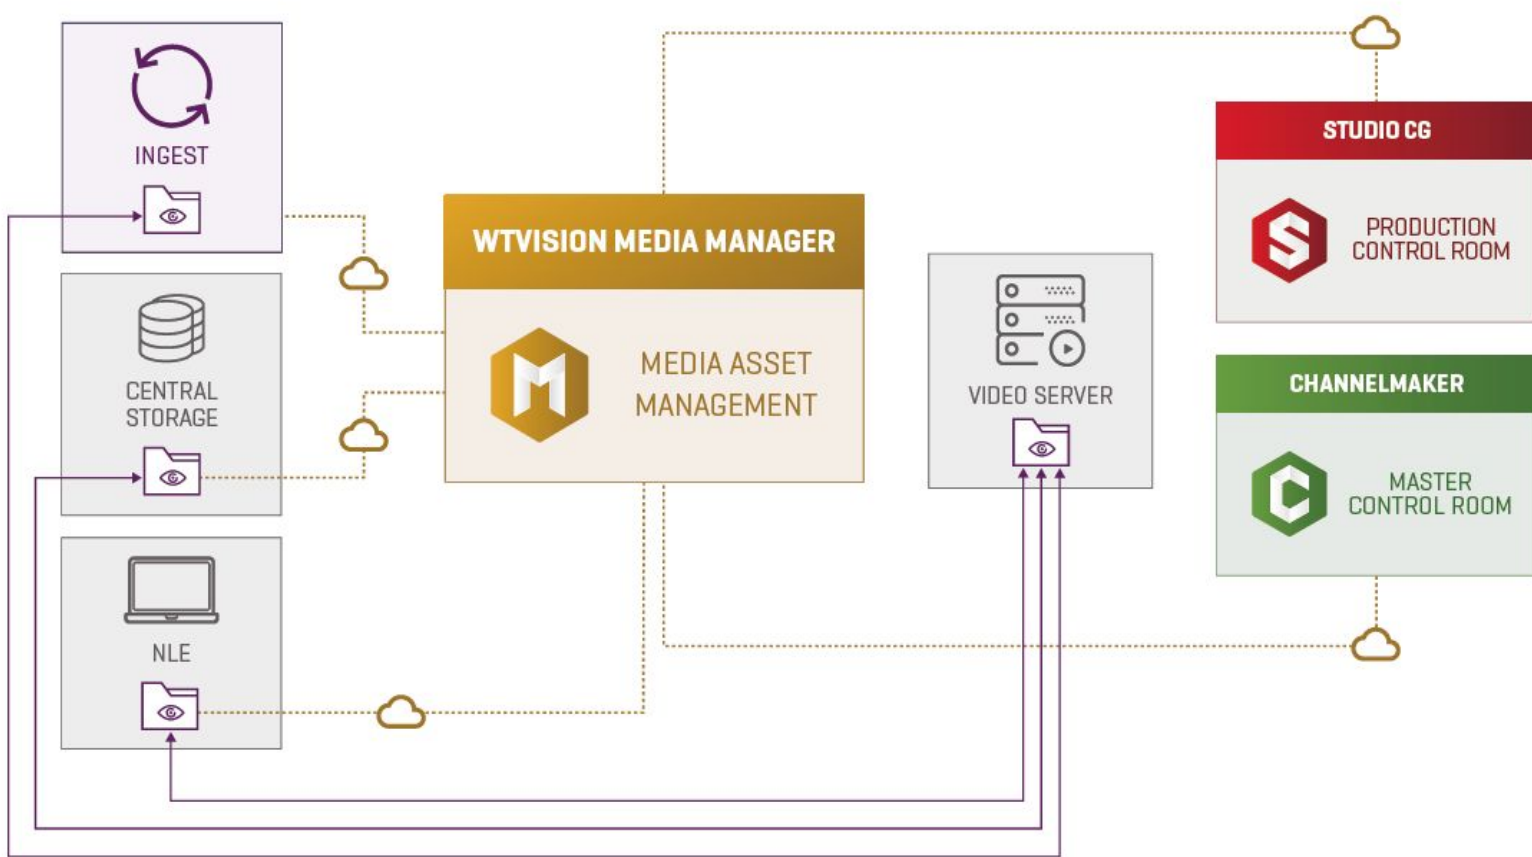 INGEST
CENTRAL
STORAGE
NLE
WTVISION MEDIA MANAGER
M
MEDIA ASSET
MANAGEMENT
VIDEO SERVER
STUDIO CG
S
PRODUCTION
CONTROL ROOM
CHANNELMAKER
C
MASTER
CONTROL ROOM